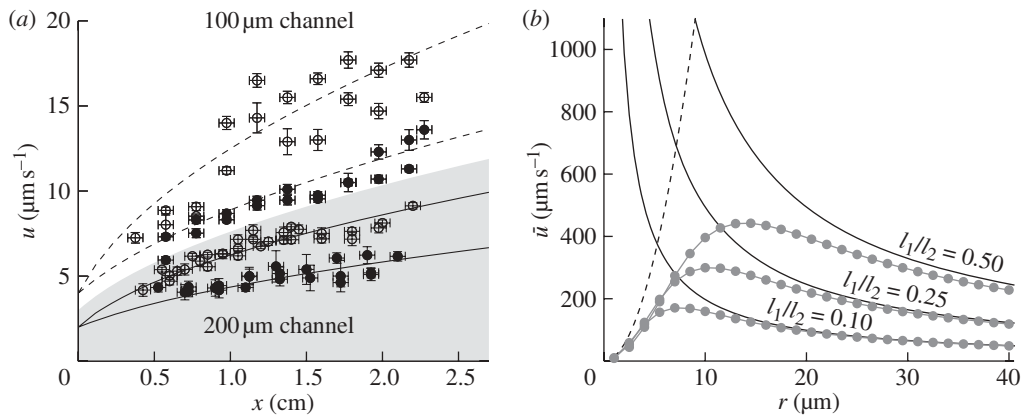 (a)
20
15
10
5
0
u (μm s⁻¹)
100 μm channel
200 μm channel
0.5
1.0
1.5
2.0
2.5
x (cm)
(b)
1000
800
600
400
200
0
ū (μm s⁻¹)
l₁/l₂ = 0.50
l₁/l₂ = 0.25
l₁/l₂ = 0.10
10
20
30
40
r (μm)